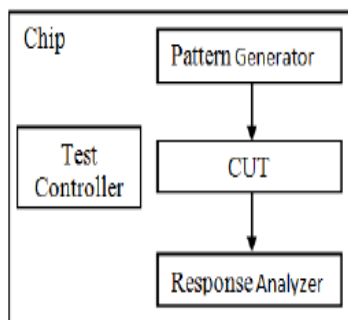 Chip
Pattern Generator
Test
Controller
CUT
Response Analyzer